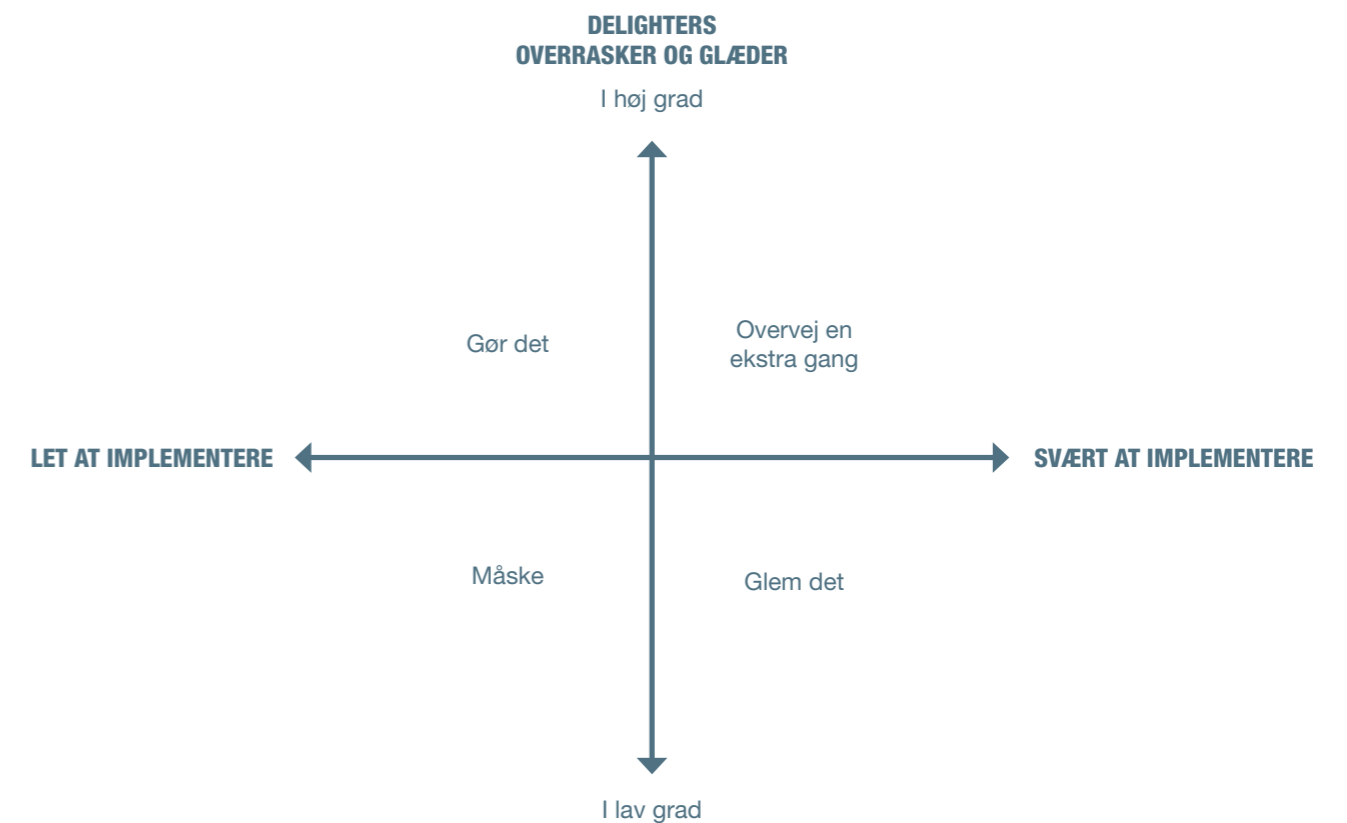 DELIGHTERS
OVERRASKER OG GLÆDER
I høj grad
Gør det
Overvej en
ekstra gang
LET AT IMPLEMENTERE
SVÆRT AT IMPLEMENTERE
Måske
Glem det
I lav grad